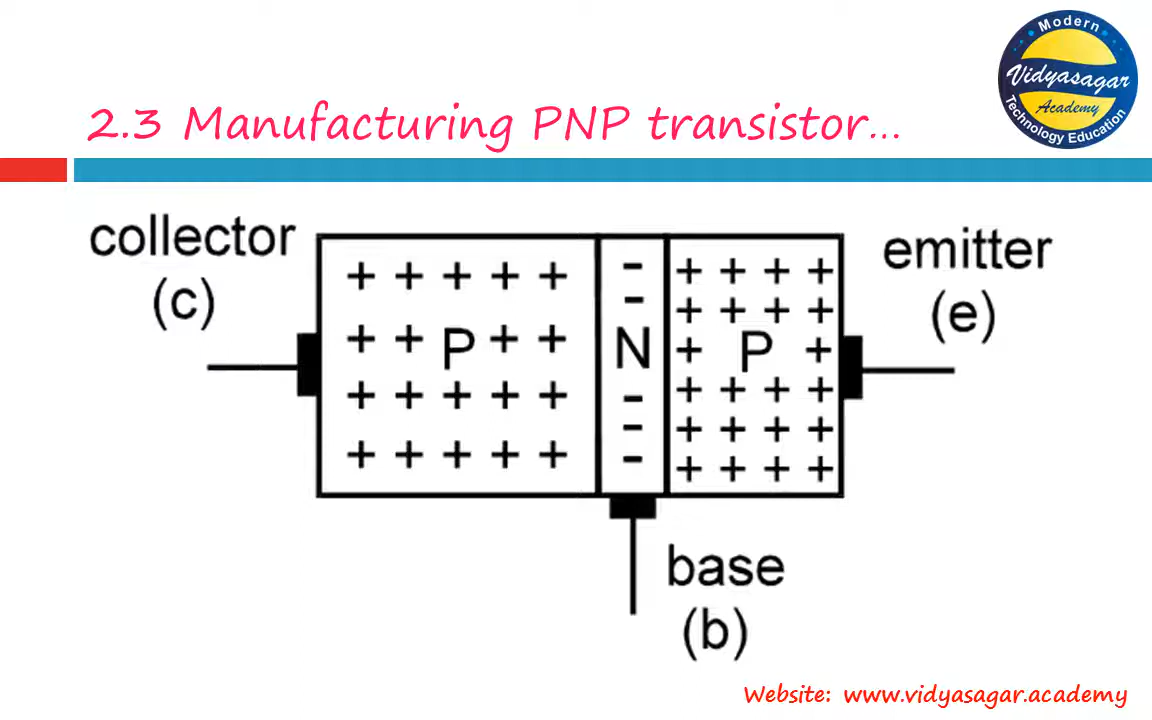 Modern
Vidyasagar
Academy
Technology Education
2.3 Manufacturing PNP transistor...
collector
(c)
emitter
(e)
+ + + + +
+ + P + +
+ + + + +
+ + + + +
-
-
N
-
-
-
+ + + +
+ + + +
+ P +
+ + + +
+ + + +
+ + + +
base
(b)
Website: www.vidyasagar.academy